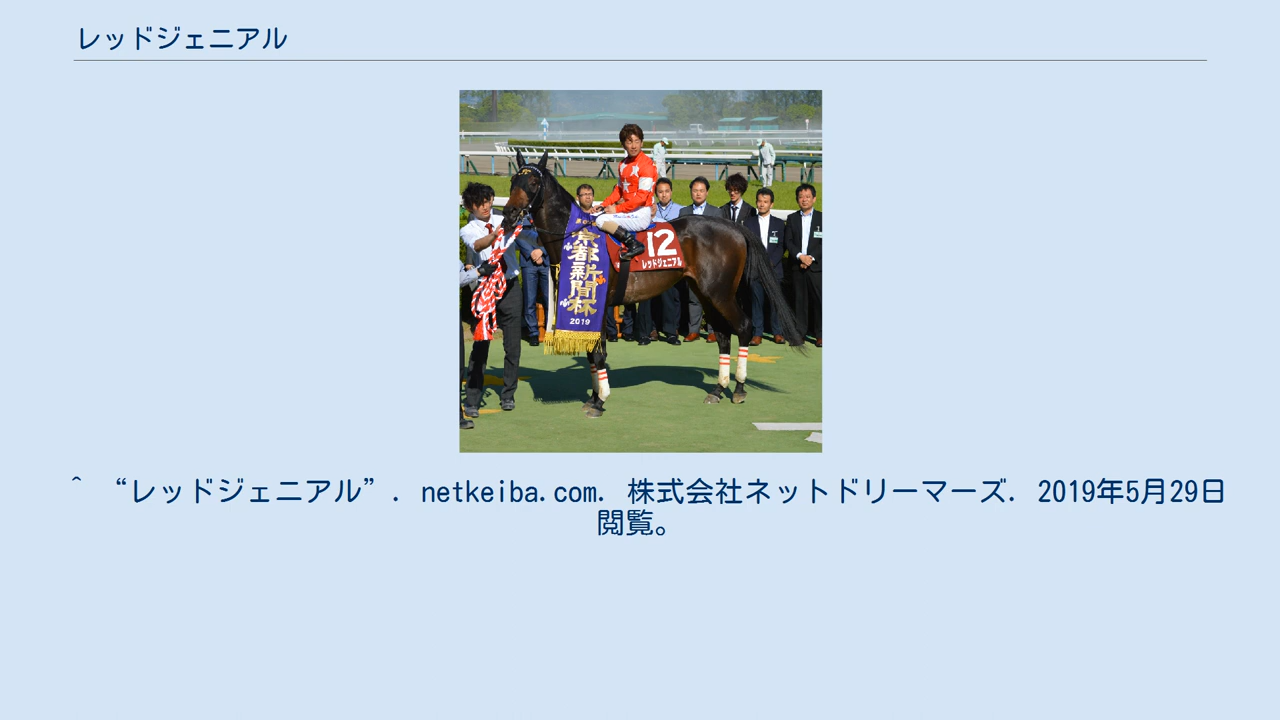 レッドジェニアル
京都新聞杯
2019
12
レッドジェニアル
^ “レッドジェニアル”. netkeiba.com. 株式会社ネットドリーマーズ. 2019年5月29日
閲覧。